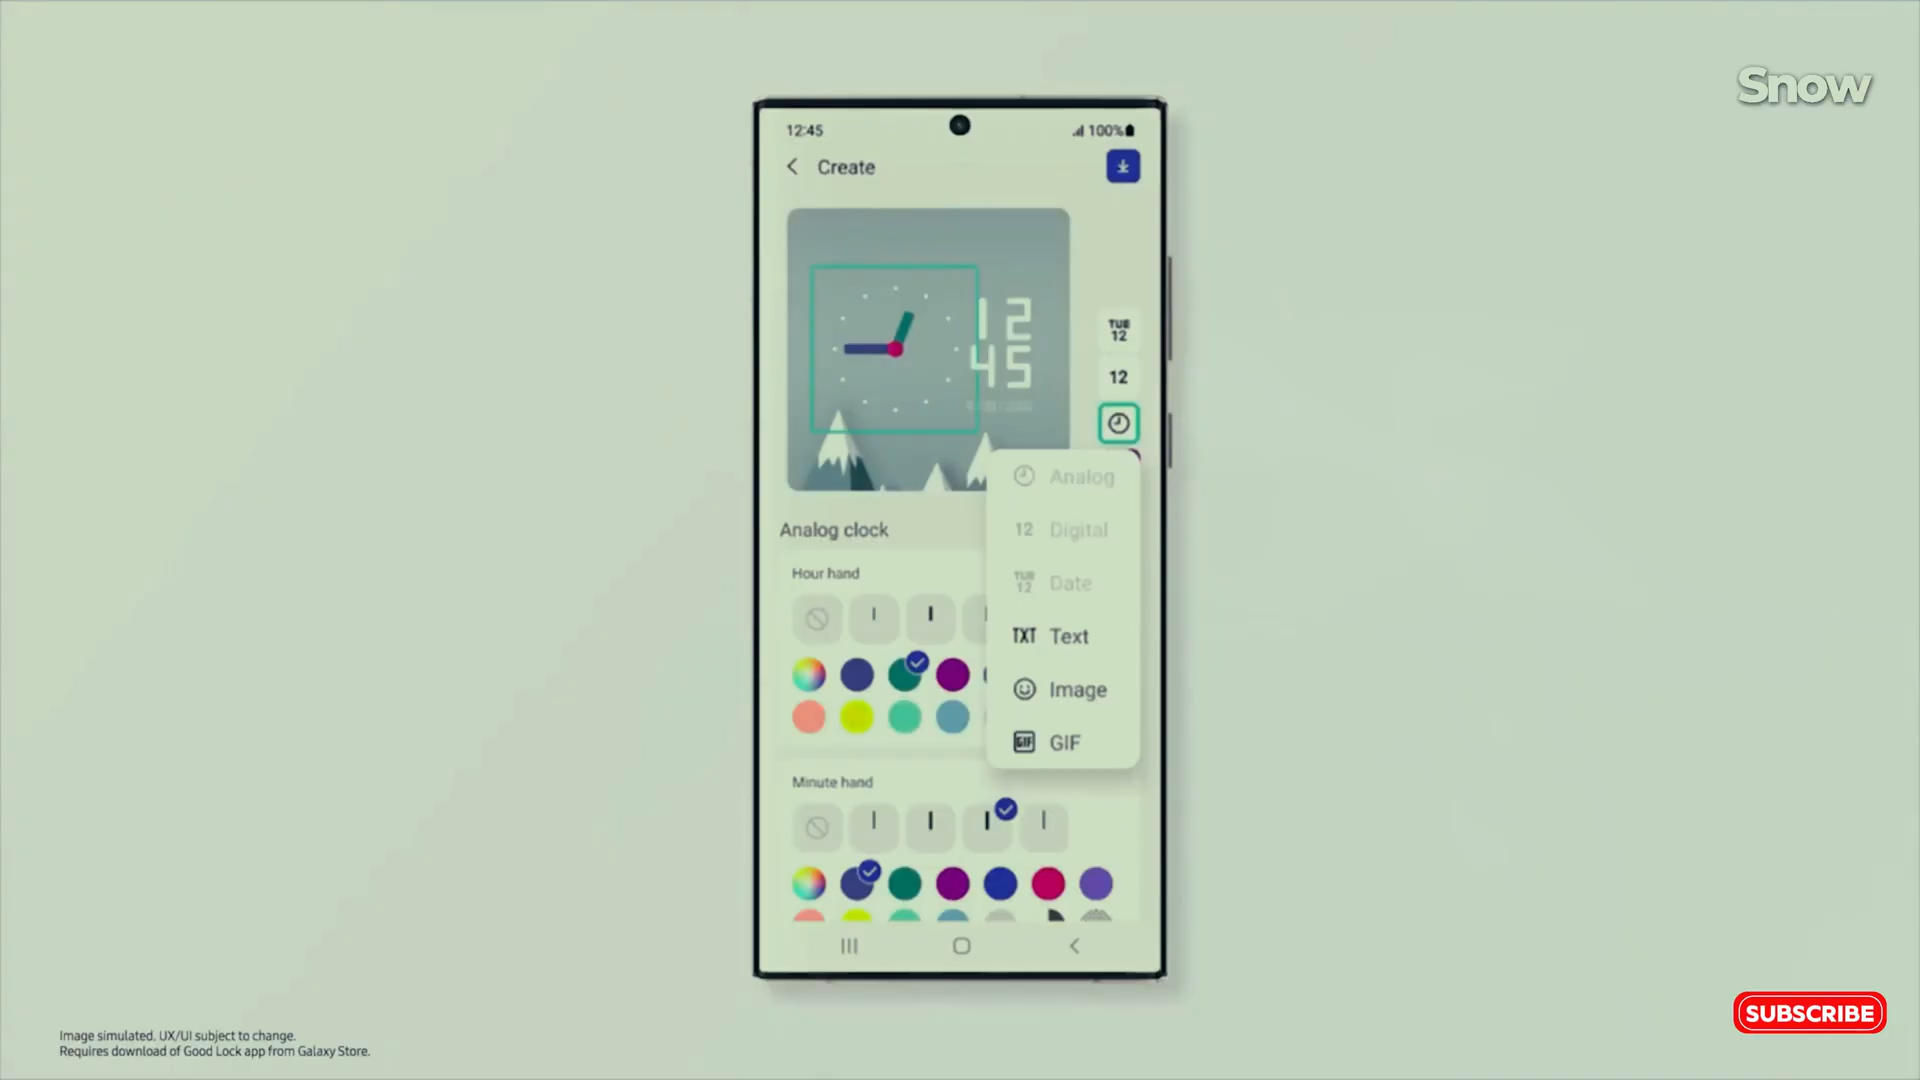 Snow
12:45
100%
Create
12
45
TUE
12
12
Analog
12 Digital
TUE
12
Date
TXT Text
Image
GIF GIF
Analog clock
Hour hand
Minute hand
SUBSCRIBE
Image simulated. UX/UI subject to change.
Requires download of Good Lock app from Galaxy Store.